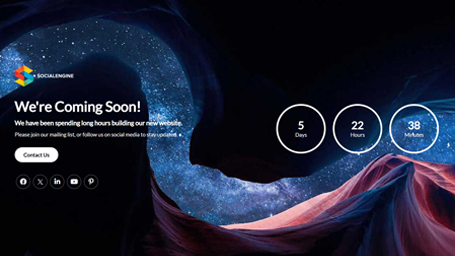 SOCIALENGINE
We're Coming Soon!
We have been spending long hours building our new website.
Please join our mailing list, or follow us on social media to stay updated.
Contact Us
5
Days
22
Hours
38
Minutes